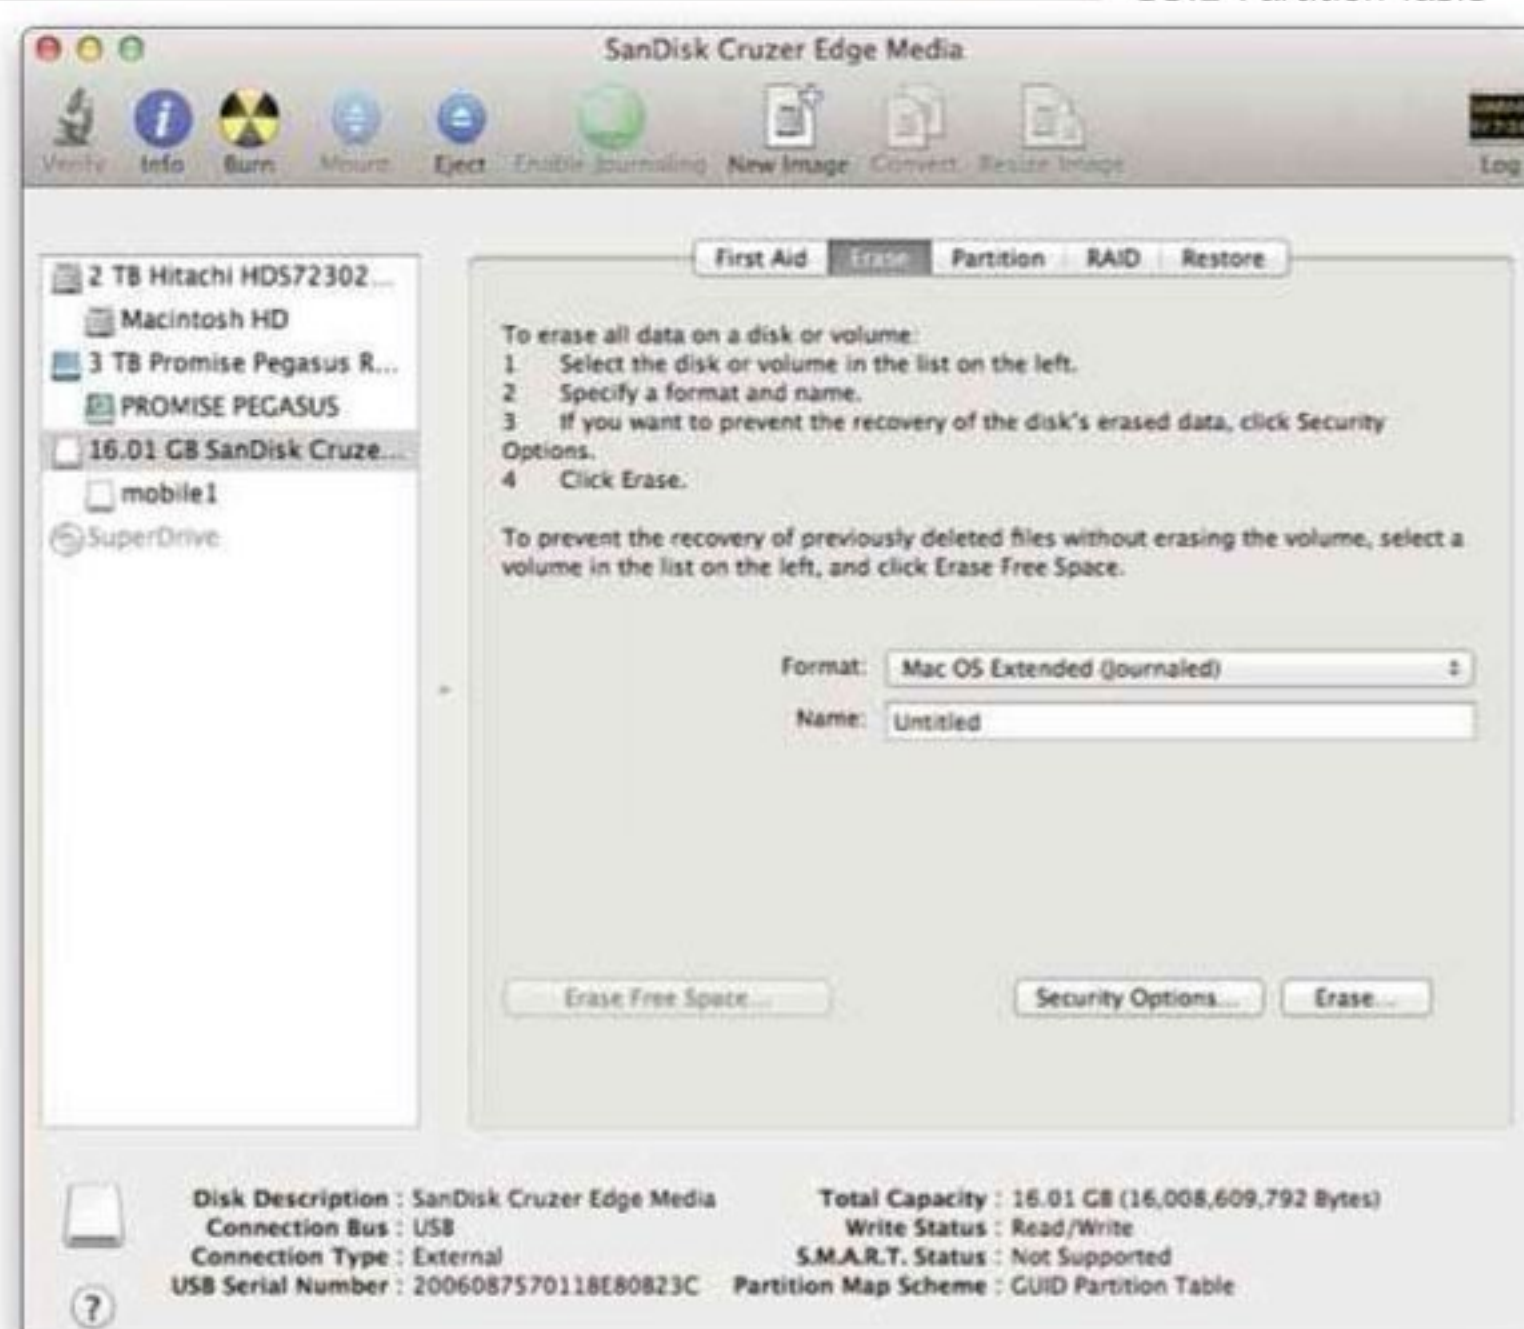 SanDisk Cruzer Edge Media
Verify Info Burn Mount Eject Enable Journaling New Image Convert Resize Image Log
First Aid Erase Partition RAID Restore
2 TB Hitachi HDS72302...
Macintosh HD
3 TB Promise Pegasus R...
PROMISE PEGASUS
16.01 GB SanDisk Cruze...
mobile1
SuperDrive
To erase all data on a disk or volume:
1 Select the disk or volume in the list on the left.
2 Specify a format and name.
3 If you want to prevent the recovery of the disk's erased data, click Security
Options.
4 Click Erase.
To prevent the recovery of previously deleted files without erasing the volume, select a
volume in the list on the left, and click Erase Free Space.
Format: Mac OS Extended (Journaled)
Name: Untitled
Erase Free Space... Security Options... Erase...
Disk Description : SanDisk Cruzer Edge Media
Connection Bus : USB
Connection Type : External
USB Serial Number : 2006087570118E80823C
Total Capacity : 16.01 GB (16,008,609,792 Bytes)
Write Status : Read/Write
S.M.A.R.T. Status : Not Supported
Partition Map Scheme : GUID Partition Table
?